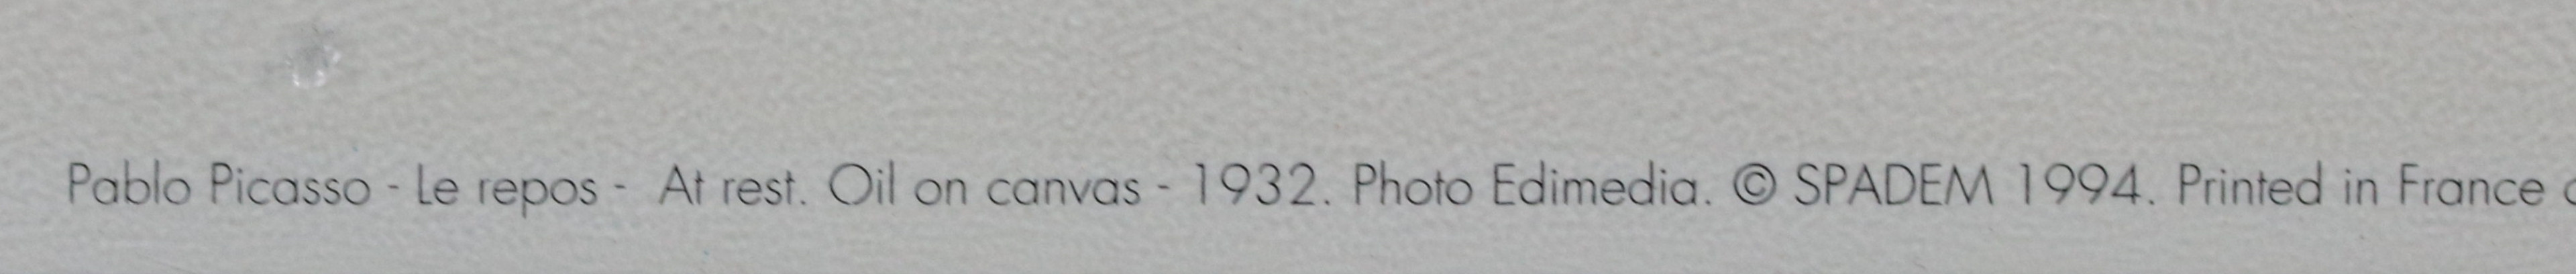 Pablo Picasso - Le repos - At rest. Oil on canvas - 1932. Photo Edimedia. © SPADEM 1994. Printed in France